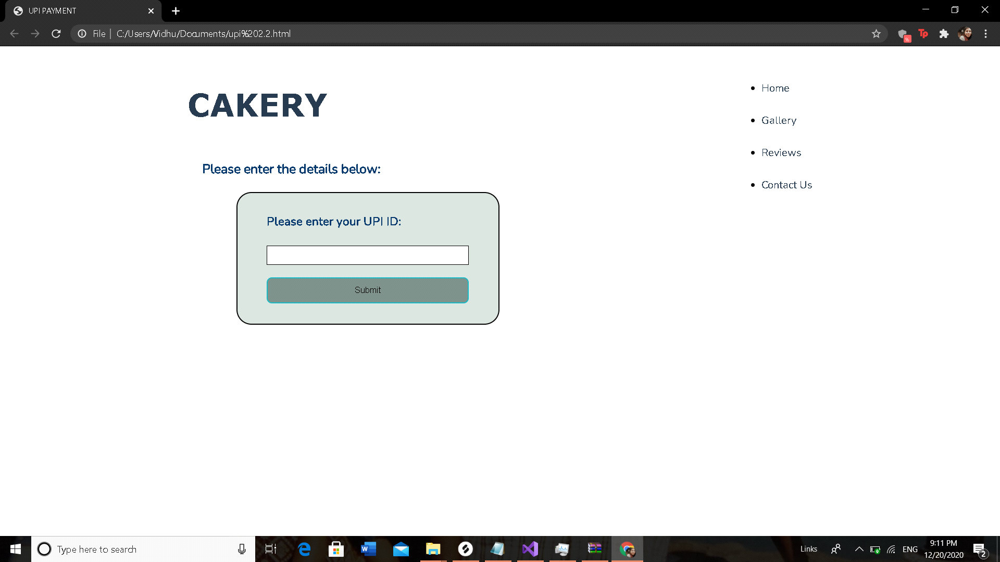 UPI PAYMENT
File | C:/Users/Vidhu/Documents/upi%202.2.html
%
Tp
CAKERY
Home
Gallery
Reviews
Contact Us
Please enter the details below:
Please enter your UPI ID:
Submit
Type here to search
Links
ENG
9:11 PM
12/20/2020
2